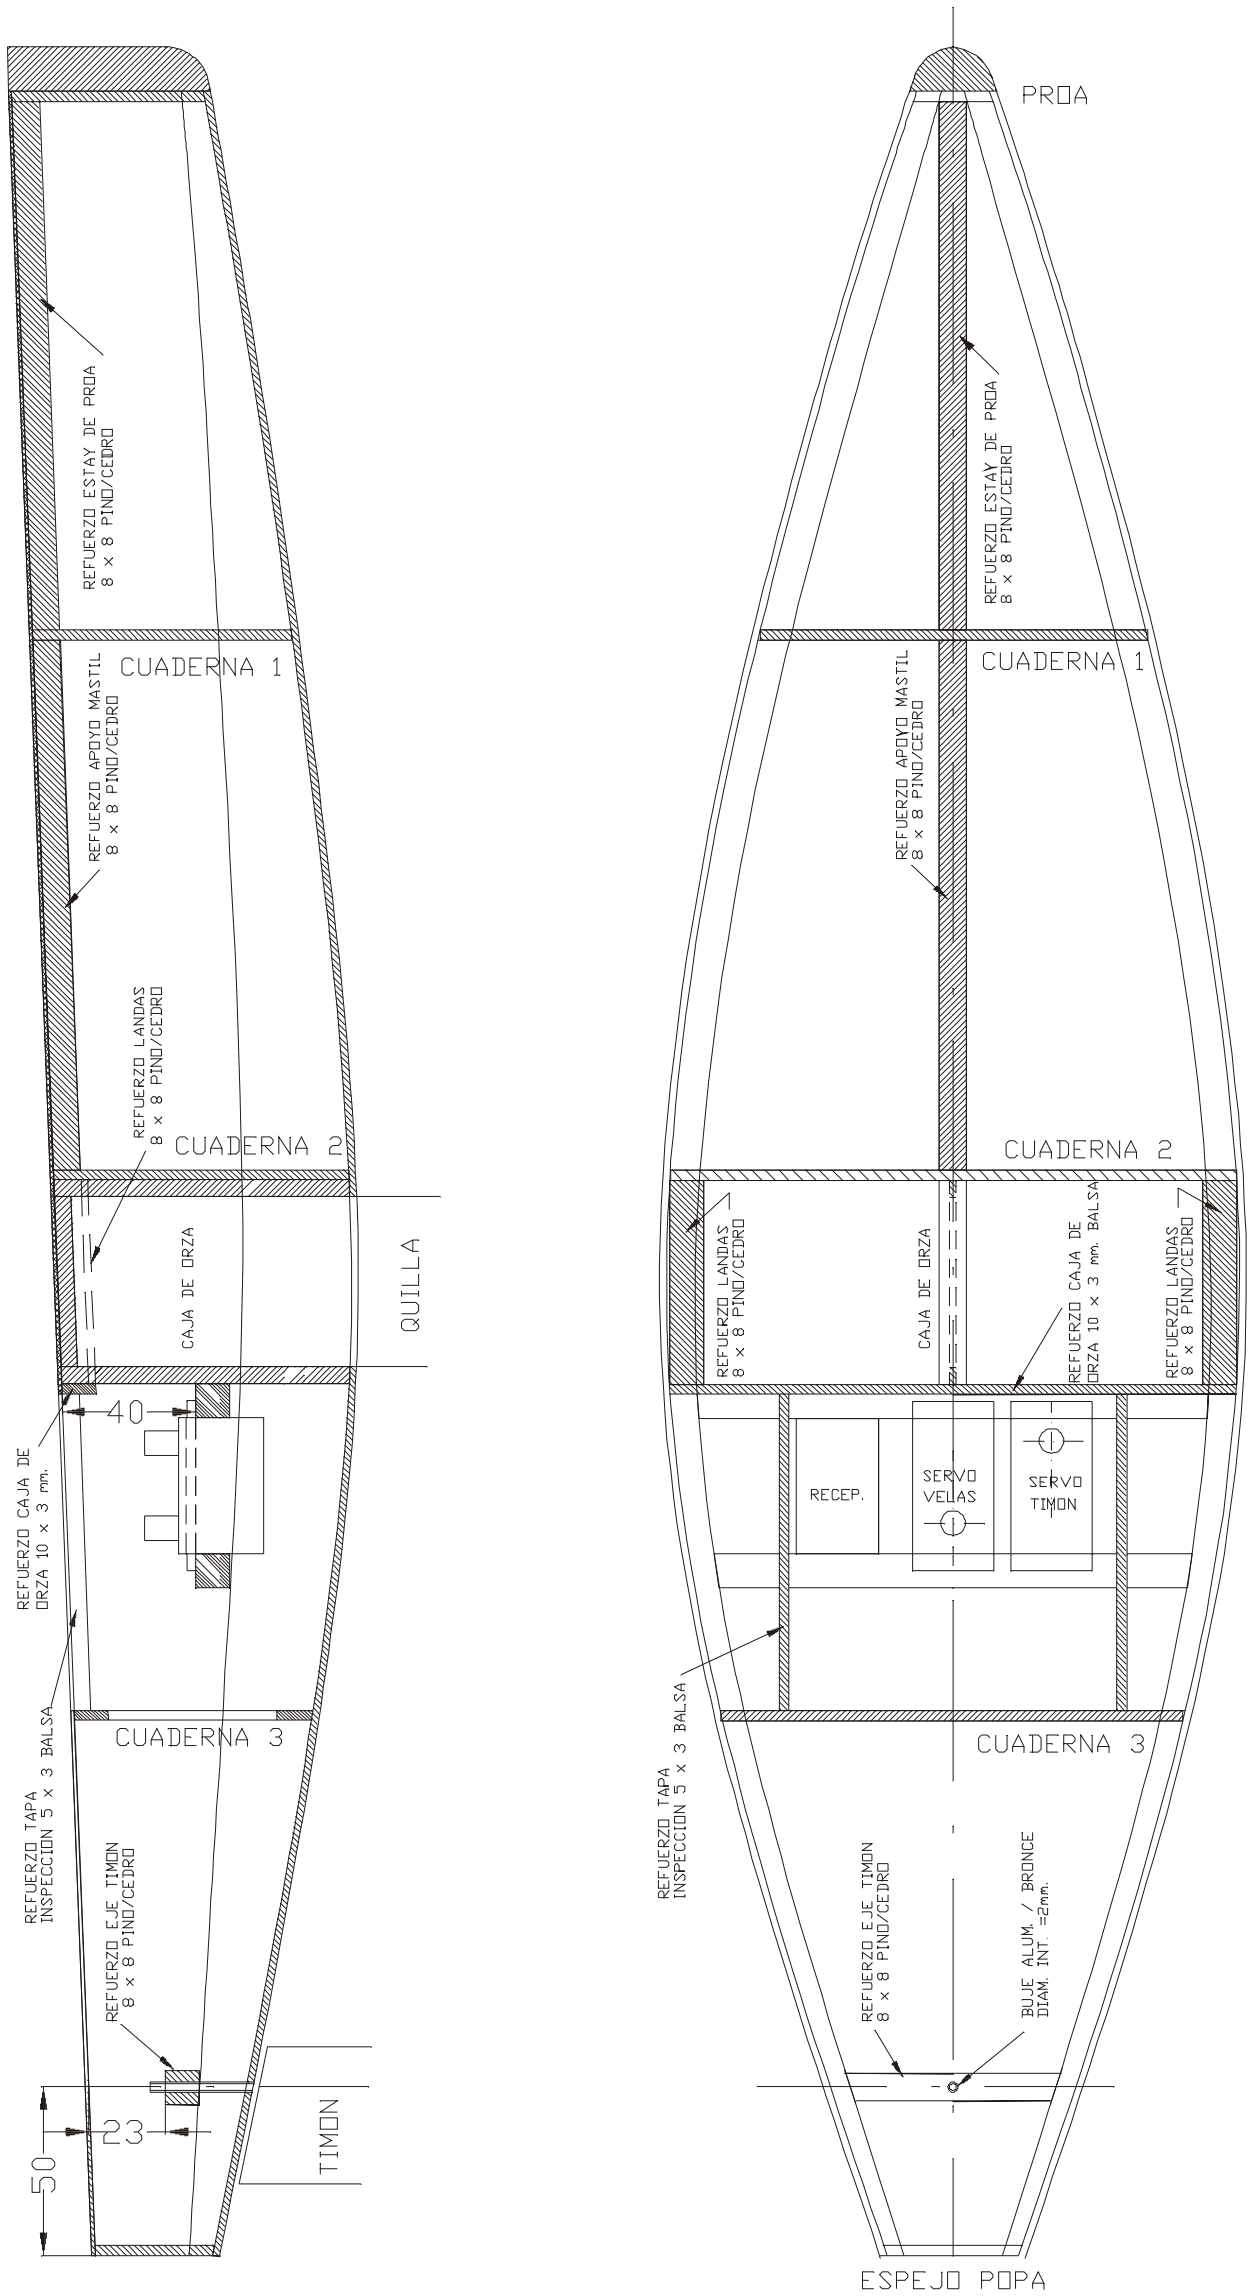 PROA
REFUERZO ESTAY DE PROA
8 x 8 PINO/CEDRO
REFUERZO ESTAY DE PROA
8 x 8 PINO/CEDRO
CUADERNA 1
CUADERNA 1
REFUERZO APOYO MASTIL
8 x 8 PINO/CEDRO
REFUERZO APOYO MASTIL
8 x 8 PINO/CEDRO
REFUERZO LANDAS
8 x 8 PINO/CEDRO
CUADERNA 2
CUADERNA 2
CAJA DE ORZA
QUILLA
REFUERZO LANDAS
8 x 8 PINO/CEDRO
CAJA DE ORZA
REFUERZO CAJA DE
ORZA 10 x 3 mm. BALSA
REFUERZO LANDAS
8 x 8 PINO/CEDRO
40
REFUERZO CAJA DE
ORZA 10 x 3 mm.
RECEP.
SERVO
VELAS
SERVO
TIMON
REFUERZO TAPA
INSPECCION 5 x 3 BALSA
REFUERZO TAPA
INSPECCION 5 x 3 BALSA
CUADERNA 3
CUADERNA 3
REFUERZO EJE TIMON
8 x 8 PINO/CEDRO
REFUERZO EJE TIMON
8 x 8 PINO/CEDRO
BUJE ALUM. / BRONCE
DIAM. INT. =2mm.
23
50
TIMON
ESPEJO POPA